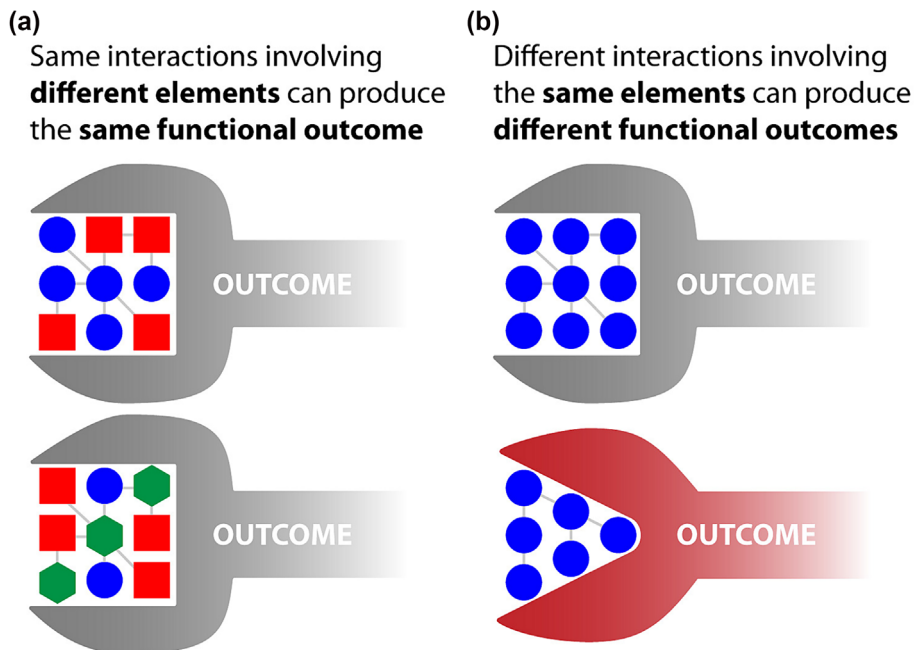 (a)
Same interactions involving
different elements can produce
the same functional outcome
OUTCOME
OUTCOME
(b)
Different interactions involving
the same elements can produce
different functional outcomes
OUTCOME
OUTCOME